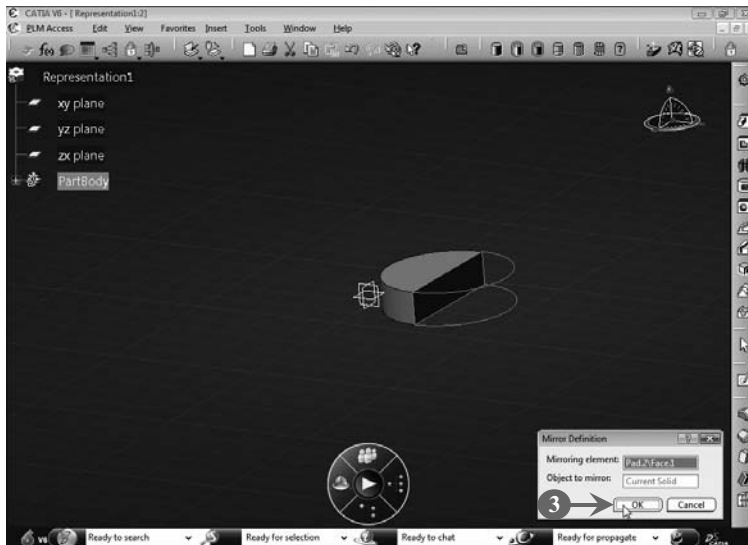 CATIA V6 - [ Representation1:2]
PLM Access Edit View Favorites Insert Tools Window Help
f(x)
Representation1
xy plane
yz plane
zx plane
PartBody
Mirror Definition
Mirroring element: Pad.2\Face.1
Object to mirror: Current Solid
3 OK Cancel
V6 Ready to search Ready for selection Ready to chat Ready for propagate CATIA